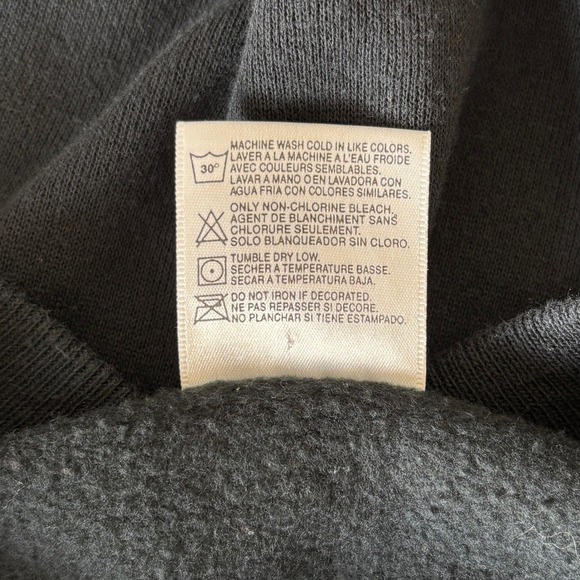 MACHINE WASH COLD IN LIKE COLORS.
LAVER A LA MACHINE A L'EAU FROIDE
AVEC COULEURS SEMBLABLES.
LAVAR A MANO O EN LAVADORA CON
AGUA FRIA CON COLORES SIMILARES.
30°
ONLY NON-CHLORINE BLEACH.
AGENT DE BLANCHIMENT SANS
CHLORURE SEULEMENT.
SOLO BLANQUEADOR SIN CLORO.
TUMBLE DRY LOW.
SECHER A TEMPERATURE BASSE.
SECAR A TEMPERATURA BAJA.
DO NOT IRON IF DECORATED.
NE PAS REPASSER SI DECORE.
NO PLANCHAR SI TIENE ESTAMPADO.